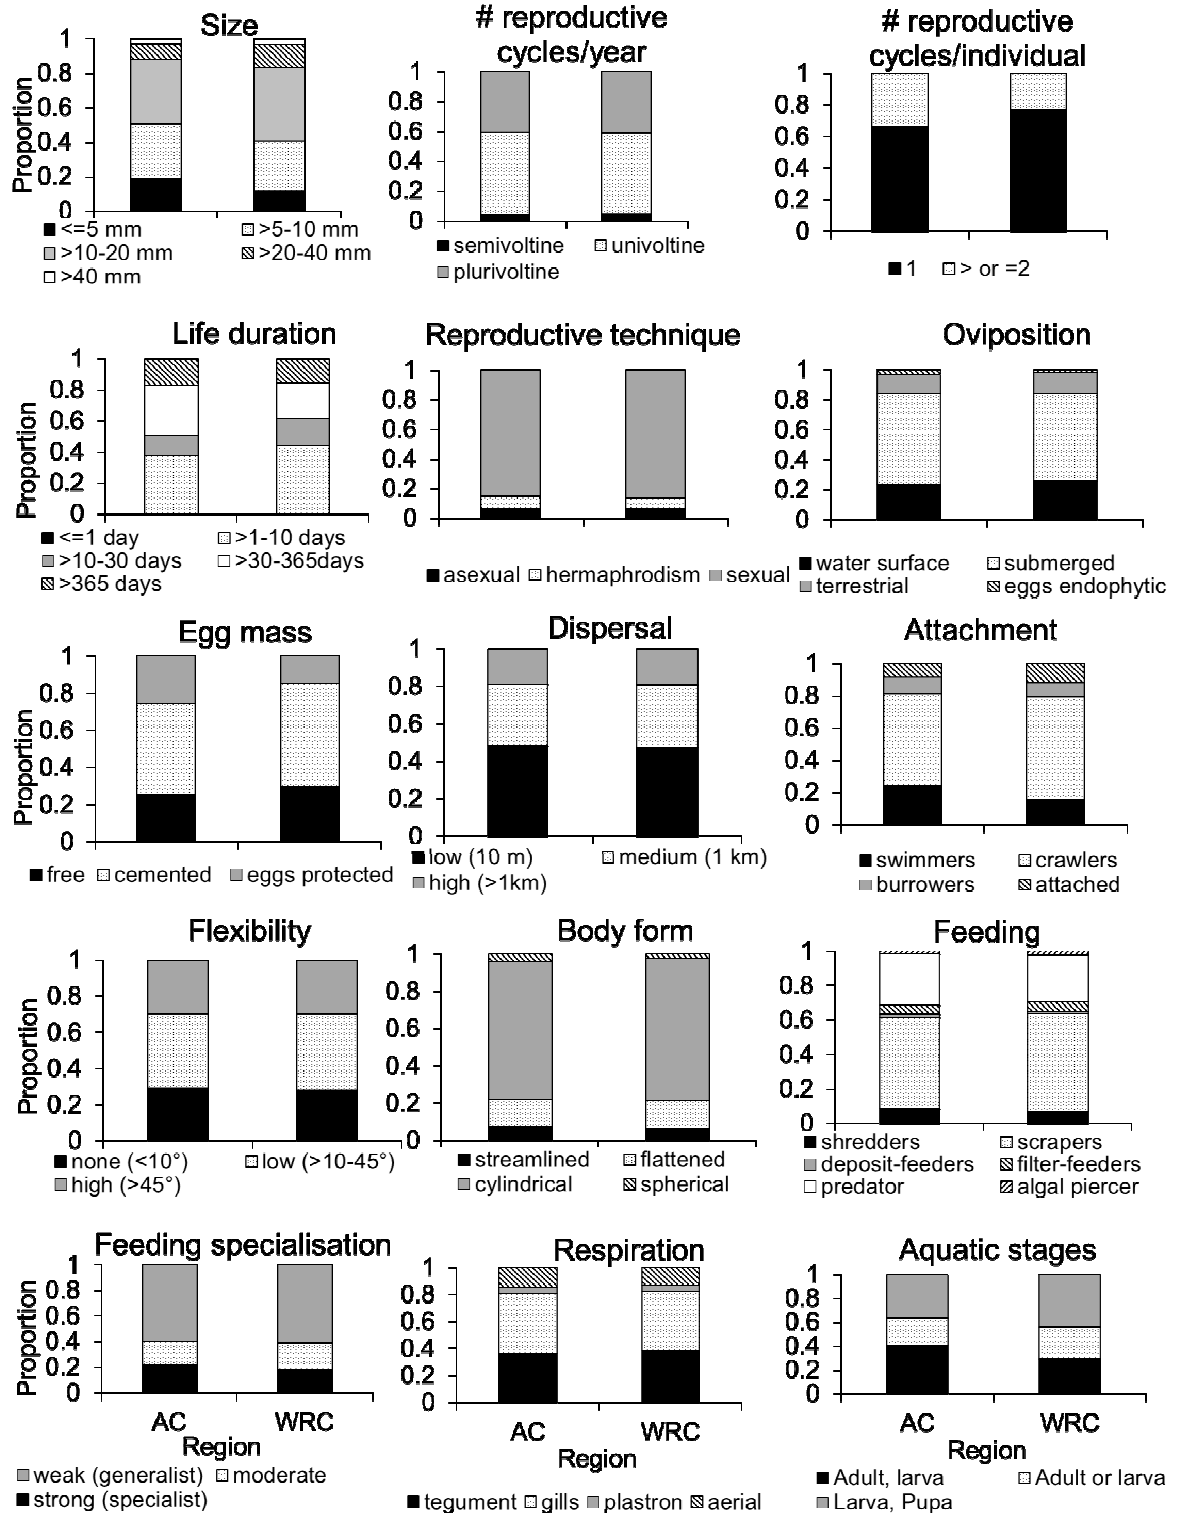 Size
# reproductive
cycles/year
# reproductive
cycles/individual
Proportion
1
0.8
0.6
0.4
0.2
0
1
0.8
0.6
0.4
0.2
0
1
0.8
0.6
0.4
0.2
0
<=5 mm >5-10 mm
>10-20 mm >20-40 mm
>40 mm
semivoltine univoltine
plurivoltine
1 > or =2
Life duration
Reproductive technique
Oviposition
Proportion
1
0.8
0.6
0.4
0.2
0
1
0.8
0.6
0.4
0.2
0
1
0.8
0.6
0.4
0.2
0
<=1 day >1-10 days
>10-30 days >30-365days
>365 days
asexual hermaphrodism sexual
water surface submerged
terrestrial eggs endophytic
Egg mass
Dispersal
Attachment
Proportion
1
0.8
0.6
0.4
0.2
0
1
0.8
0.6
0.4
0.2
0
1
0.8
0.6
0.4
0.2
0
free cemented eggs protected
low (10 m) medium (1 km)
high (>1km)
swimmers crawlers
burrowers attached
Flexibility
Body form
Feeding
Proportion
1
0.8
0.6
0.4
0.2
0
1
0.8
0.6
0.4
0.2
0
1
0.8
0.6
0.4
0.2
0
none (<10°) low (>10-45°)
high (>45°)
streamlined flattened
cylindrical spherical
shredders scrapers
deposit-feeders filter-feeders
predator algal piercer
Feeding specialisation
Respiration
Aquatic stages
Proportion
1
0.8
0.6
0.4
0.2
0
1
0.8
0.6
0.4
0.2
0
1
0.8
0.6
0.4
0.2
0
AC WRC
Region
AC WRC
Region
AC WRC
Region
weak (generalist) moderate
strong (specialist)
tegument gills plastron aerial
Adult, larva Adult or larva
Larva, Pupa